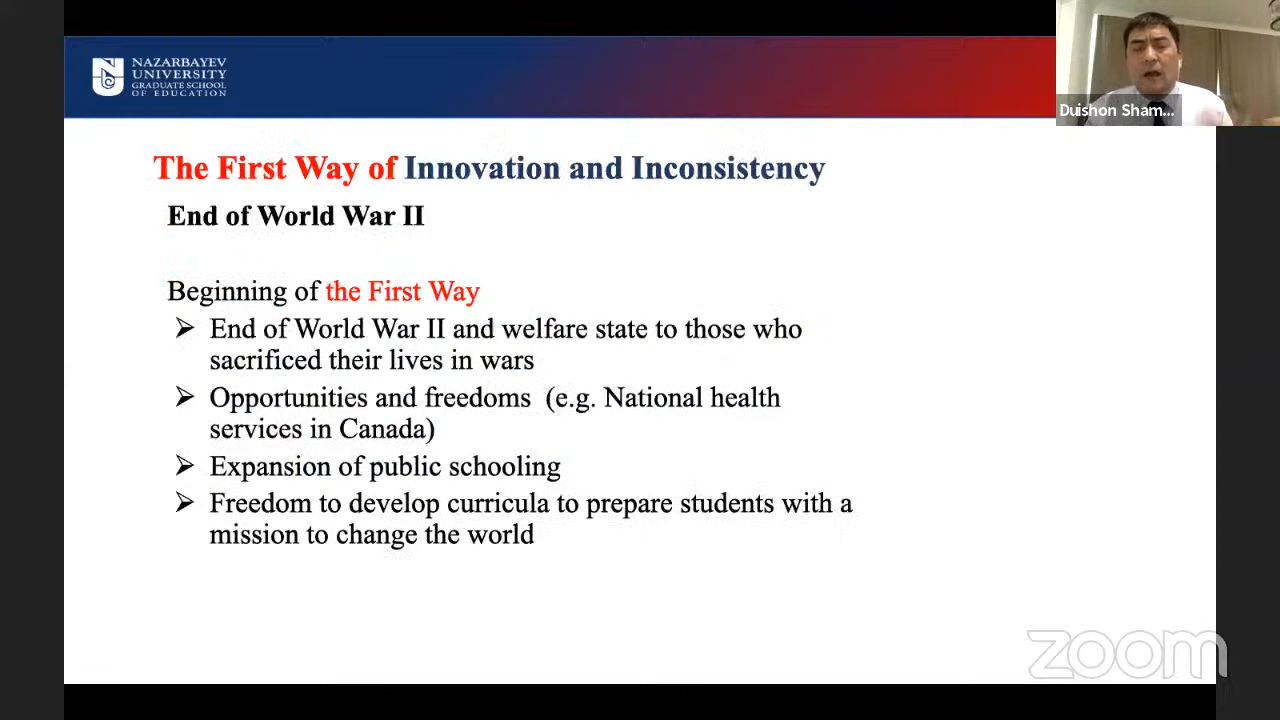 NAZARBAYEV
UNIVERSITY
GRADUATE SCHOOL
OF EDUCATION
Duishon Sham...
The First Way of Innovation and Inconsistency
End of World War II
Beginning of the First Way
➢ End of World War II and welfare state to those who
sacrificed their lives in wars
➢ Opportunities and freedoms (e.g. National health
services in Canada)
➢ Expansion of public schooling
➢ Freedom to develop curricula to prepare students with a
mission to change the world
zoom